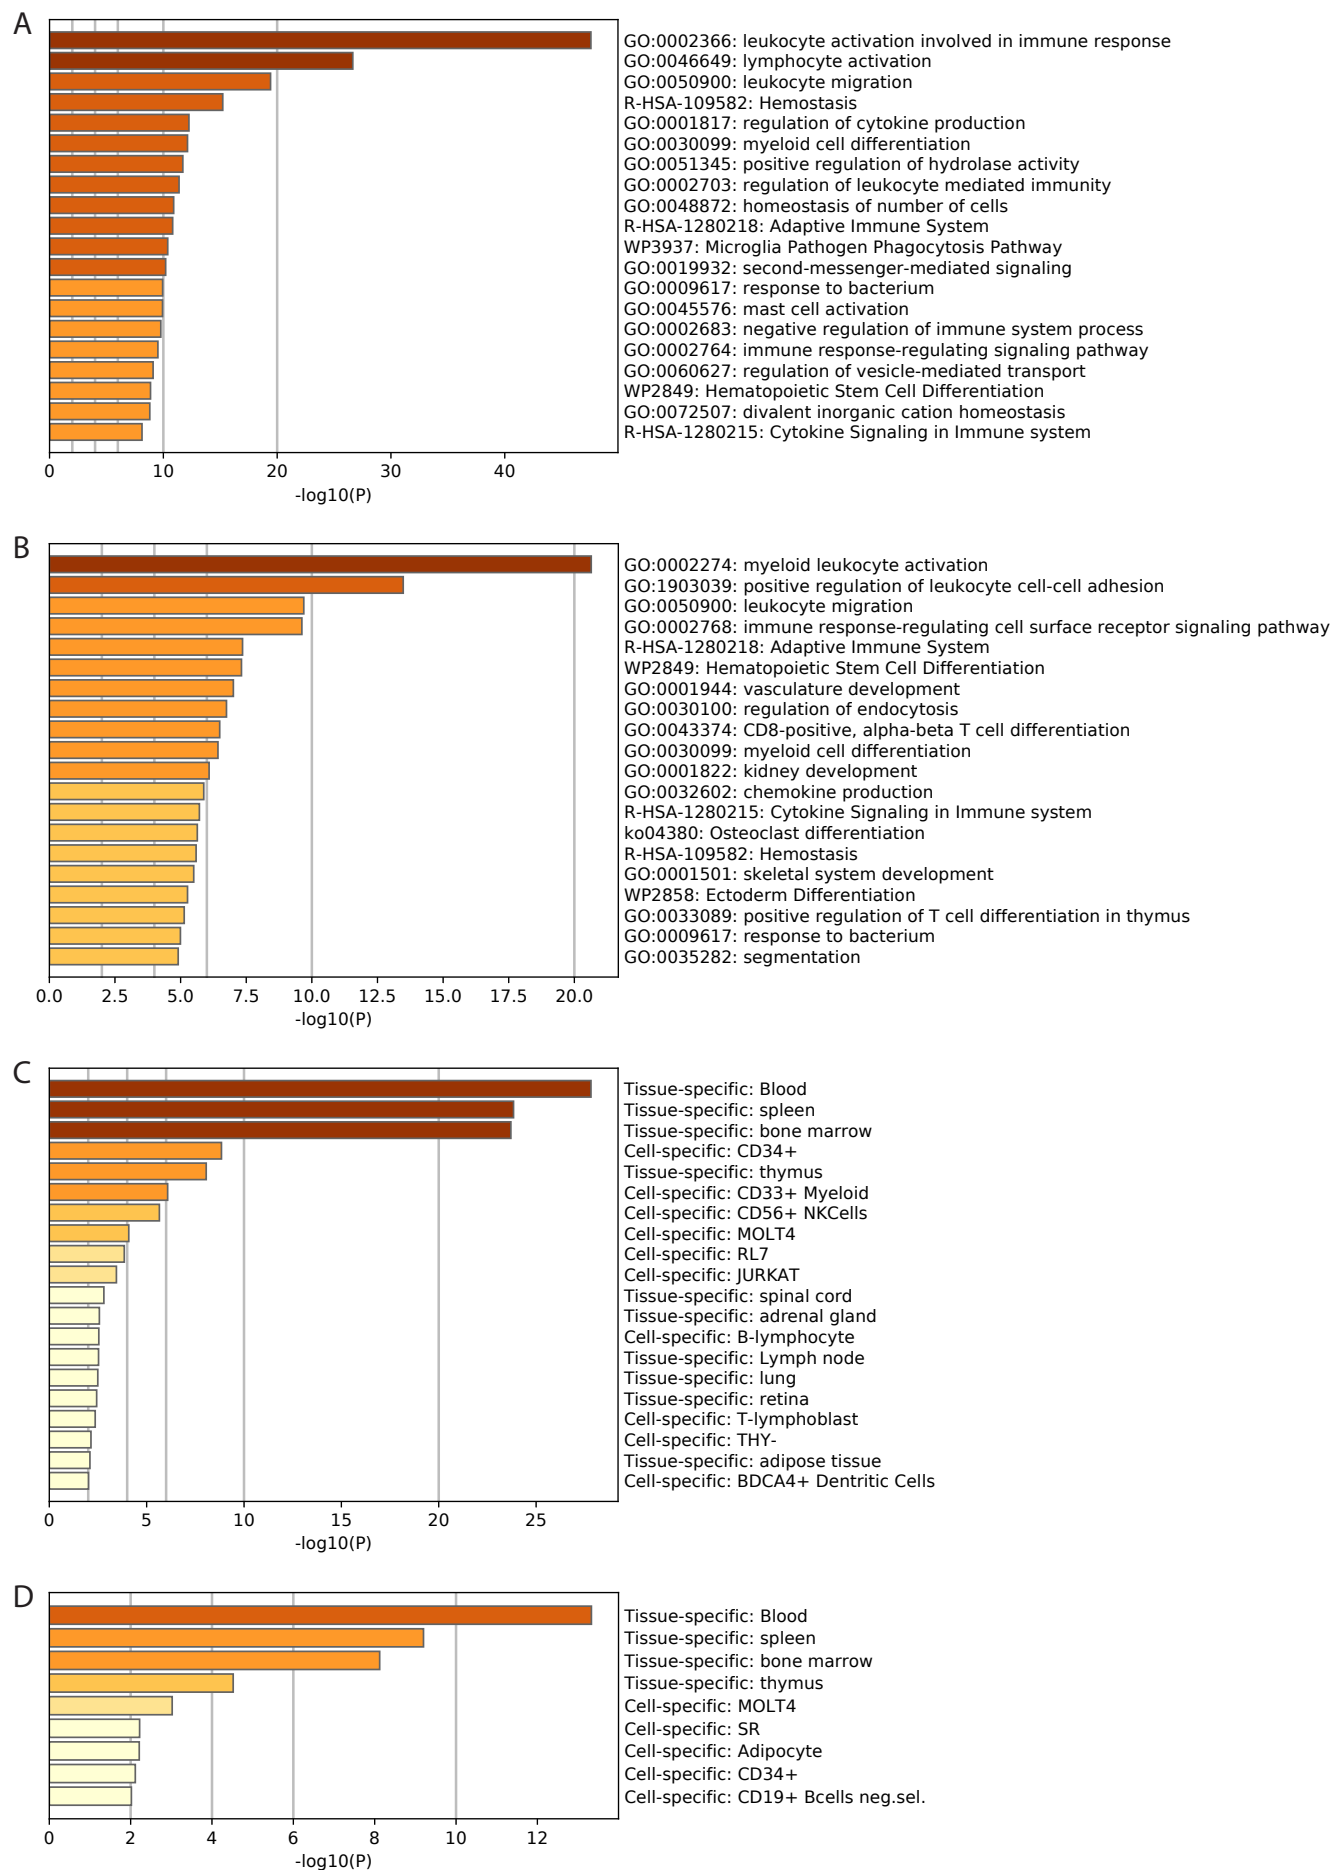 A
GO:0002366: leukocyte activation involved in immune response
GO:0046649: lymphocyte activation
GO:0050900: leukocyte migration
R-HSA-109582: Hemostasis
GO:0001817: regulation of cytokine production
GO:0030099: myeloid cell differentiation
GO:0051345: positive regulation of hydrolase activity
GO:0002703: regulation of leukocyte mediated immunity
GO:0048872: homeostasis of number of cells
R-HSA-1280218: Adaptive Immune System
WP3937: Microglia Pathogen Phagocytosis Pathway
GO:0019932: second-messenger-mediated signaling
GO:0009617: response to bacterium
GO:0045576: mast cell activation
GO:0002683: negative regulation of immune system process
GO:0002764: immune response-regulating signaling pathway
GO:0060627: regulation of vesicle-mediated transport
WP2849: Hematopoietic Stem Cell Differentiation
GO:0072507: divalent inorganic cation homeostasis
R-HSA-1280215: Cytokine Signaling in Immune system
0 10 20 30 40
-log10(P)
B
GO:0002274: myeloid leukocyte activation
GO:1903039: positive regulation of leukocyte cell-cell adhesion
GO:0050900: leukocyte migration
GO:0002768: immune response-regulating cell surface receptor signaling pathway
R-HSA-1280218: Adaptive Immune System
WP2849: Hematopoietic Stem Cell Differentiation
GO:0001944: vasculature development
GO:0030100: regulation of endocytosis
GO:0043374: CD8-positive, alpha-beta T cell differentiation
GO:0030099: myeloid cell differentiation
GO:0001822: kidney development
GO:0032602: chemokine production
R-HSA-1280215: Cytokine Signaling in Immune system
ko04380: Osteoclast differentiation
R-HSA-109582: Hemostasis
GO:0001501: skeletal system development
WP2858: Ectoderm Differentiation
GO:0033089: positive regulation of T cell differentiation in thymus
GO:0009617: response to bacterium
GO:0035282: segmentation
0.0 2.5 5.0 7.5 10.0 12.5 15.0 17.5 20.0
-log10(P)
C
Tissue-specific: Blood
Tissue-specific: spleen
Tissue-specific: bone marrow
Cell-specific: CD34+
Tissue-specific: thymus
Cell-specific: CD33+ Myeloid
Cell-specific: CD56+ NKCells
Cell-specific: MOLT4
Cell-specific: RL7
Cell-specific: JURKAT
Tissue-specific: spinal cord
Tissue-specific: adrenal gland
Cell-specific: B-lymphocyte
Tissue-specific: Lymph node
Tissue-specific: lung
Tissue-specific: retina
Cell-specific: T-lymphoblast
Cell-specific: THY-
Tissue-specific: adipose tissue
Cell-specific: BDCA4+ Dentritic Cells
0 5 10 15 20 25
-log10(P)
D
Tissue-specific: Blood
Tissue-specific: spleen
Tissue-specific: bone marrow
Tissue-specific: thymus
Cell-specific: MOLT4
Cell-specific: SR
Cell-specific: Adipocyte
Cell-specific: CD34+
Cell-specific: CD19+ Bcells neg.sel.
0 2 4 6 8 10 12
-log10(P)